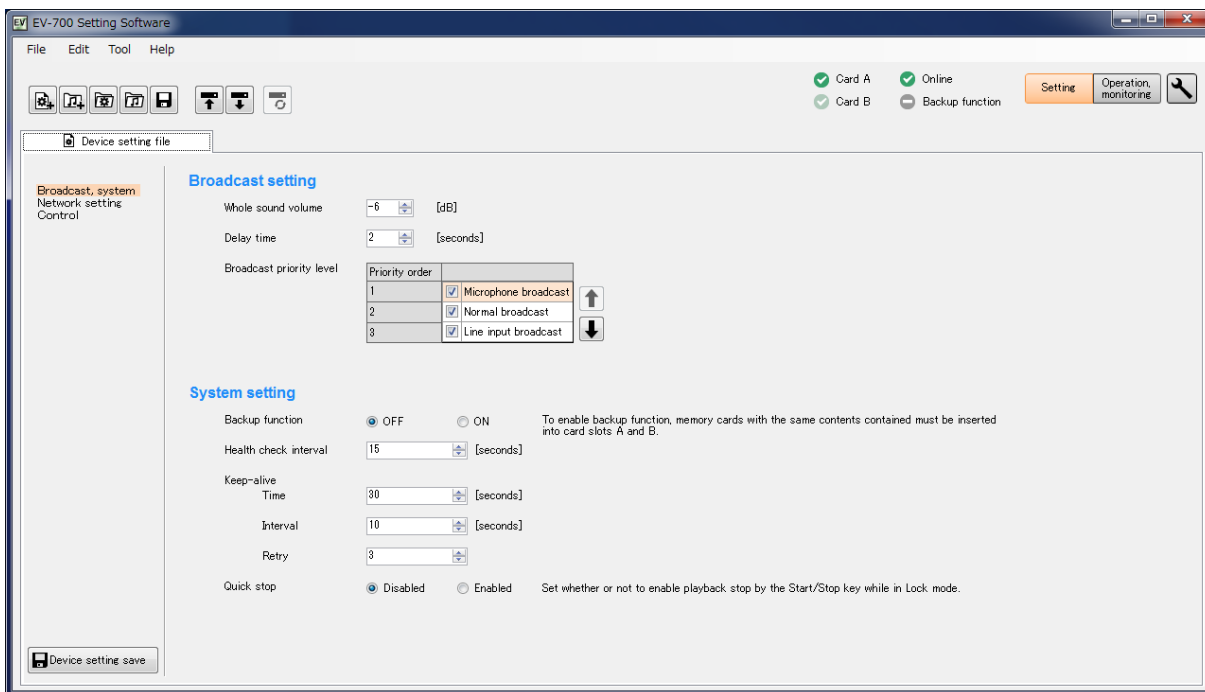 EV EV-700 Setting Software
File Edit Tool Help
Card A Online
Card B Backup function
Setting
Operation,
monitoring
Device setting file
Broadcast, system
Network setting
Control
Broadcast setting
Whole sound volume -6 [dB]
Delay time 2 [seconds]
Broadcast priority level
Priority order
1 Microphone broadcast
2 Normal broadcast
3 Line input broadcast
System setting
Backup function OFF ON To enable backup function, memory cards with the same contents contained must be inserted
into card slots A and B.
Health check interval 15 [seconds]
Keep-alive
Time 30 [seconds]
Interval 10 [seconds]
Retry 3
Quick stop Disabled Enabled Set whether or not to enable playback stop by the Start/Stop key while in Lock mode.
Device setting save